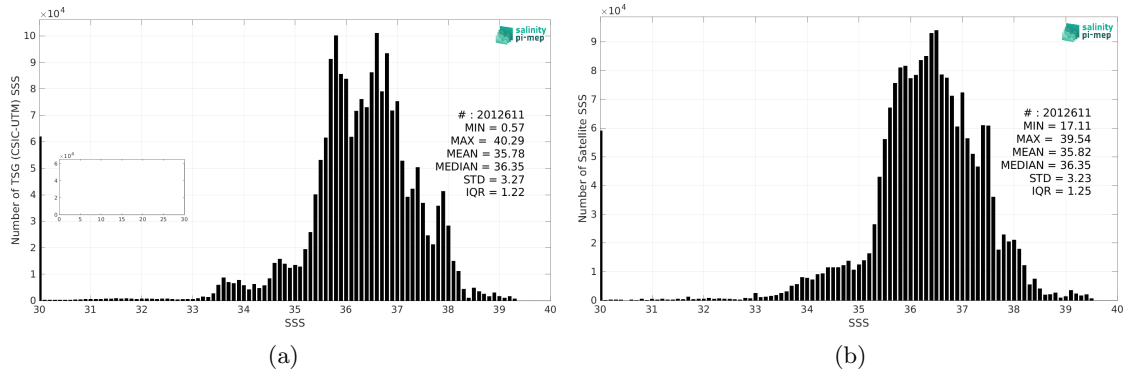 ×10⁴
10
9
8
7
6
5
4
3
2
1
0
Number of TSG (CSIC-UTM) SSS
30 31 32 33 34 35 36 37 38 39 40
SSS
salinity
pi-mep
# : 2012611
MIN = 0.57
MAX = 40.29
MEAN = 35.78
MEDIAN = 36.35
STD = 3.27
IQR = 1.22
×10⁴
6
4
2
0
0 5 10 15 20 25 30
(a)
×10⁴
9
8
7
6
5
4
3
2
1
0
Number of Satellite SSS
30 31 32 33 34 35 36 37 38 39 40
SSS
salinity
pi-mep
# : 2012611
MIN = 17.11
MAX = 39.54
MEAN = 35.82
MEDIAN = 36.35
STD = 3.23
IQR = 1.25
(b)